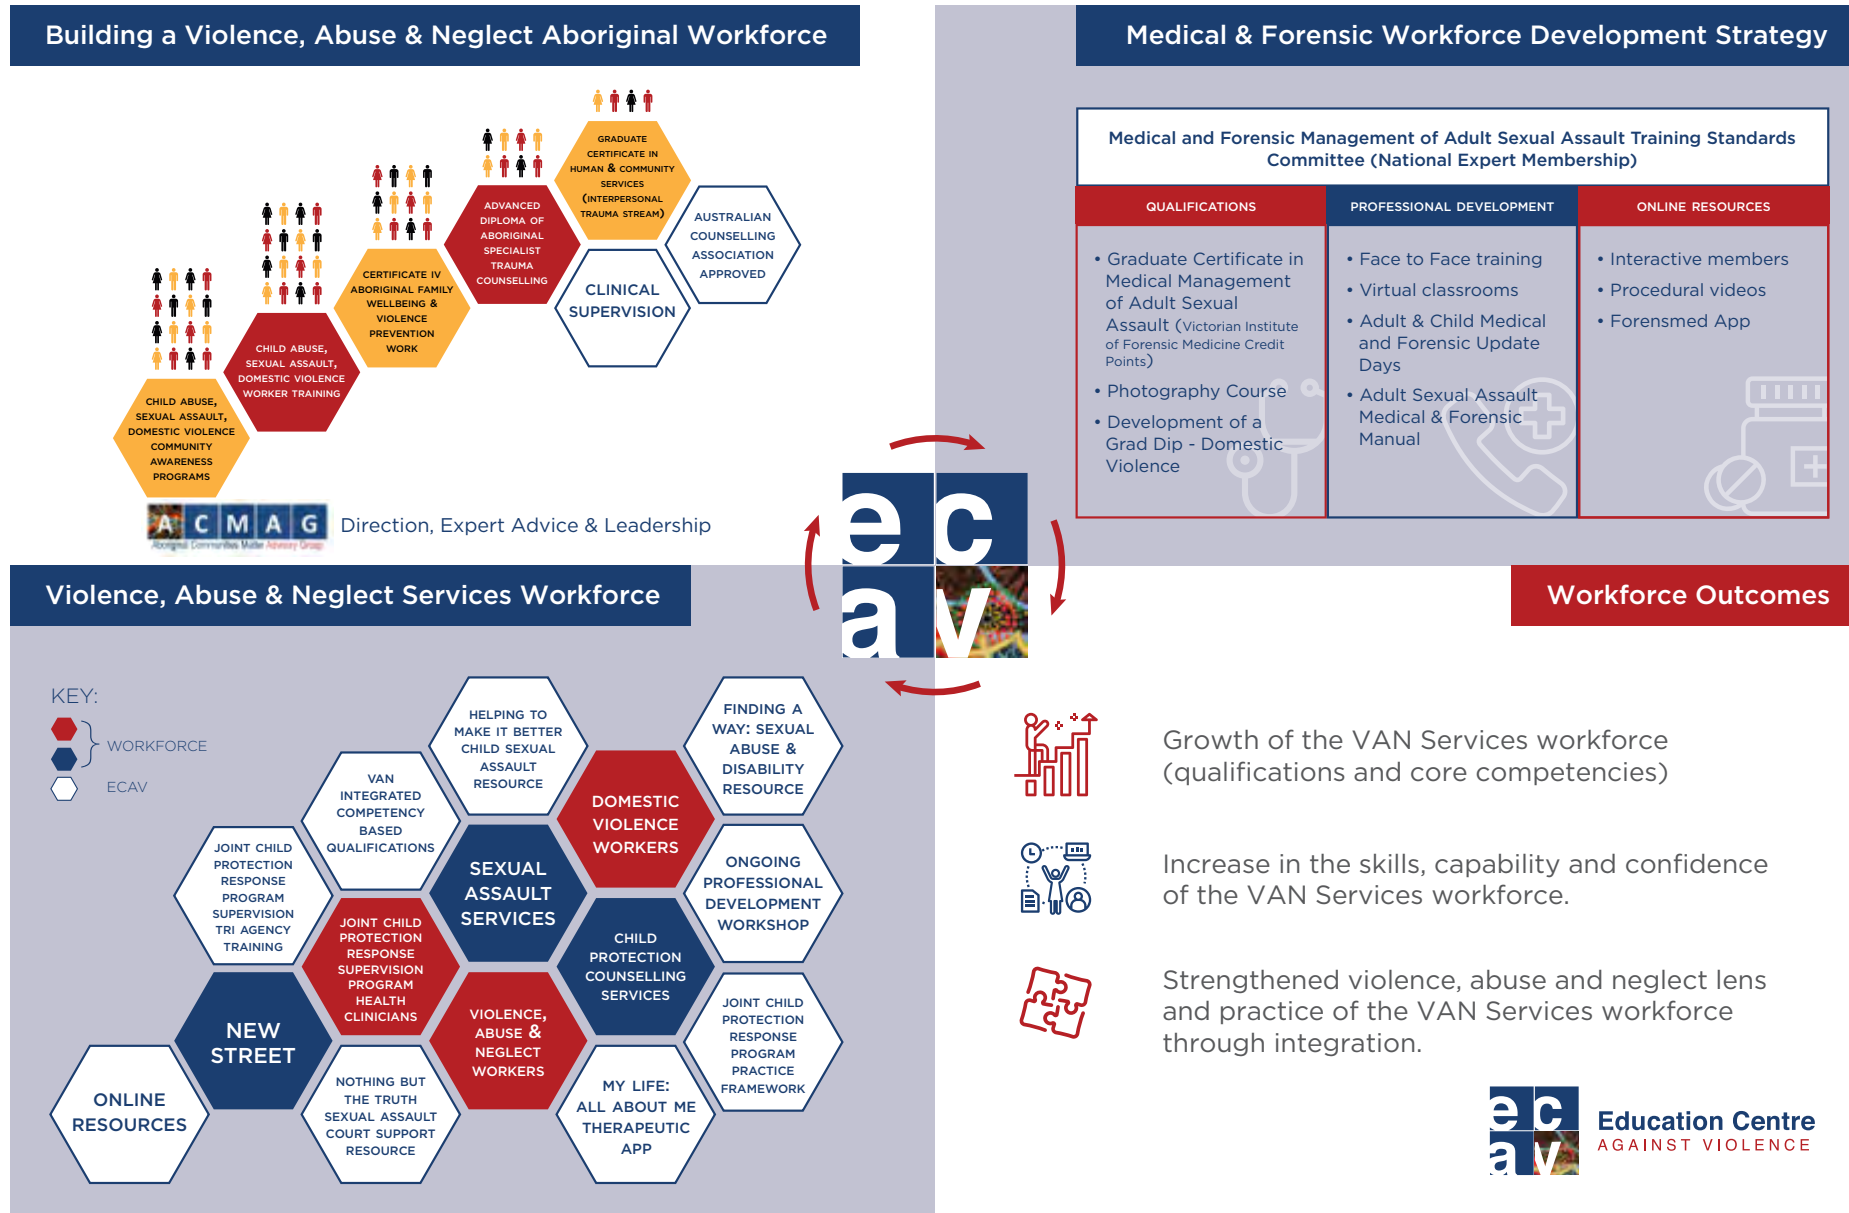 Building a Violence, Abuse & Neglect Aboriginal Workforce
GRADUATE
CERTIFICATE IN
HUMAN & COMMUNITY
SERVICES
(INTERPERSONAL
TRAUMA STREAM)
ADVANCED
DIPLOMA OF
ABORIGINAL
SPECIALIST
TRAUMA
COUNSELLING
AUSTRALIAN
COUNSELLING
ASSOCIATION
APPROVED
CERTIFICATE IV
ABORIGINAL FAMILY
WELLBEING &
VIOLENCE
PREVENTION
WORK
CLINICAL
SUPERVISION
CHILD ABUSE,
SEXUAL ASSAULT,
DOMESTIC VIOLENCE
WORKER TRAINING
CHILD ABUSE,
SEXUAL ASSAULT,
DOMESTIC VIOLENCE
COMMUNITY
AWARENESS
PROGRAMS
ACMAG
Aboriginal Communities Matter Advisory Group
Direction, Expert Advice & Leadership
Medical & Forensic Workforce Development Strategy
Medical and Forensic Management of Adult Sexual Assault Training Standards
Committee (National Expert Membership)
QUALIFICATIONS
• Graduate Certificate in
Medical Management
of Adult Sexual
Assault (Victorian Institute
of Forensic Medicine Credit
Points)
• Photography Course
• Development of a
Grad Dip - Domestic
Violence
PROFESSIONAL DEVELOPMENT
• Face to Face training
• Virtual classrooms
• Adult & Child Medical
and Forensic Update
Days
• Adult Sexual Assault
Medical & Forensic
Manual
ONLINE RESOURCES
• Interactive members
• Procedural videos
• Forensmed App
ec
av
Violence, Abuse & Neglect Services Workforce
KEY:
WORKFORCE
ECAV
HELPING TO
MAKE IT BETTER
CHILD SEXUAL
ASSAULT
RESOURCE
FINDING A
WAY: SEXUAL
ABUSE &
DISABILITY
RESOURCE
VAN
INTEGRATED
COMPETENCY
BASED
QUALIFICATIONS
DOMESTIC
VIOLENCE
WORKERS
JOINT CHILD
PROTECTION
RESPONSE
PROGRAM
SUPERVISION
TRI AGENCY
TRAINING
SEXUAL
ASSAULT
SERVICES
ONGOING
PROFESSIONAL
DEVELOPMENT
WORKSHOP
JOINT CHILD
PROTECTION
RESPONSE
SUPERVISION
PROGRAM
HEALTH
CLINICIANS
CHILD
PROTECTION
COUNSELLING
SERVICES
NEW
STREET
VIOLENCE,
ABUSE &
NEGLECT
WORKERS
JOINT CHILD
PROTECTION
RESPONSE
PROGRAM
PRACTICE
FRAMEWORK
ONLINE
RESOURCES
NOTHING BUT
THE TRUTH
SEXUAL ASSAULT
COURT SUPPORT
RESOURCE
MY LIFE:
ALL ABOUT ME
THERAPEUTIC
APP
Workforce Outcomes
Growth of the VAN Services workforce
(qualifications and core competencies)
Increase in the skills, capability and confidence
of the VAN Services workforce.
Strengthened violence, abuse and neglect lens
and practice of the VAN Services workforce
through integration.
ec
av
Education Centre
AGAINST VIOLENCE